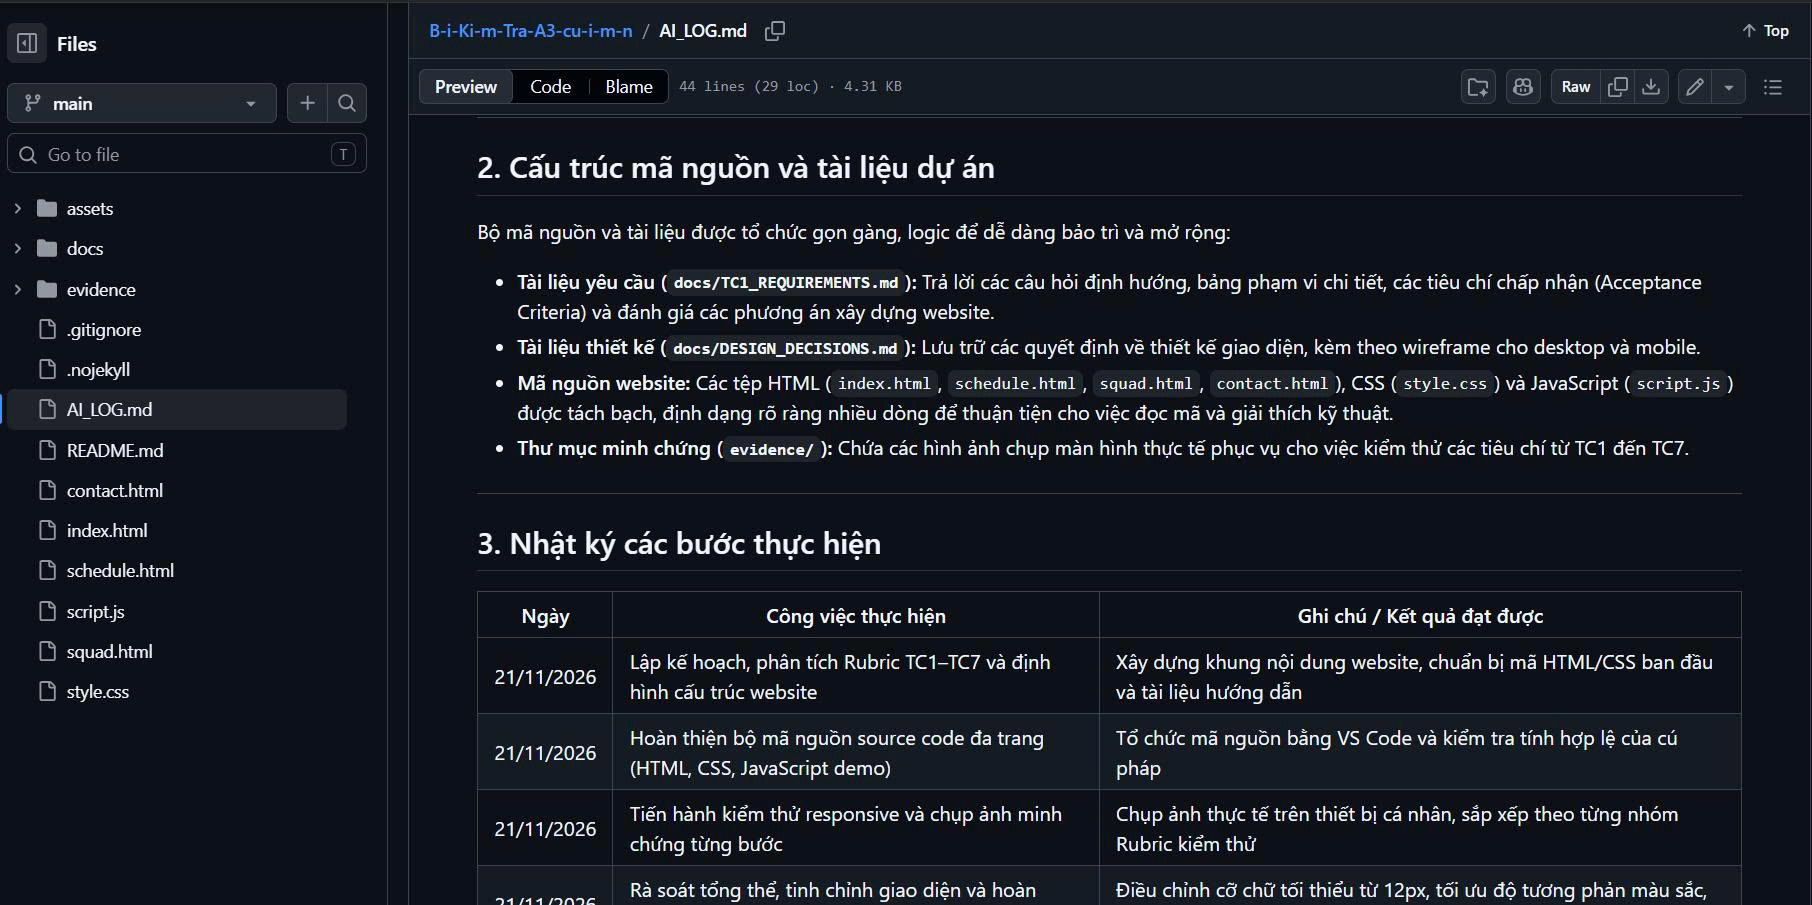 Files
main
Go to file
T
assets
docs
evidence
.gitignore
.nojekyll
AI_LOG.md
README.md
contact.html
index.html
schedule.html
script.js
squad.html
style.css
B-i-Ki-m-Tra-A3-cu-i-m-n / AI_LOG.md
Top
Preview Code Blame 44 lines (29 loc) · 4.31 KB
Raw
2. Cấu trúc mã nguồn và tài liệu dự án
Bộ mã nguồn và tài liệu được tổ chức gọn gàng, logic để dễ dàng bảo trì và mở rộng:
• Tài liệu yêu cầu (docs/TC1_REQUIREMENTS.md): Trả lời các câu hỏi định hướng, bảng phạm vi chi tiết, các tiêu chí chấp nhận (Acceptance
Criteria) và đánh giá các phương án xây dựng website.
• Tài liệu thiết kế (docs/DESIGN_DECISIONS.md): Lưu trữ các quyết định về thiết kế giao diện, kèm theo wireframe cho desktop và mobile.
• Mã nguồn website: Các tệp HTML (index.html, schedule.html, squad.html, contact.html), CSS (style.css) và JavaScript (script.js)
được tách bạch, định dạng rõ ràng nhiều dòng để thuận tiện cho việc đọc mã và giải thích kỹ thuật.
• Thư mục minh chứng (evidence/): Chứa các hình ảnh chụp màn hình thực tế phục vụ cho việc kiểm thử các tiêu chí từ TC1 đến TC7.
3. Nhật ký các bước thực hiện
Ngày Công việc thực hiện Ghi chú / Kết quả đạt được
21/11/2026
Lập kế hoạch, phân tích Rubric TC1–TC7 và định
hình cấu trúc website
Xây dựng khung nội dung website, chuẩn bị mã HTML/CSS ban đầu
và tài liệu hướng dẫn
21/11/2026
Hoàn thiện bộ mã nguồn source code đa trang
(HTML, CSS, JavaScript demo)
Tổ chức mã nguồn bằng VS Code và kiểm tra tính hợp lệ của cú
pháp
21/11/2026
Tiến hành kiểm thử responsive và chụp ảnh minh
chứng từng bước
Chụp ảnh thực tế trên thiết bị cá nhân, sắp xếp theo từng nhóm
Rubric kiểm thử
21/11/2026
Rà soát tổng thể, tinh chỉnh giao diện và hoàn
Điều chỉnh cỡ chữ tối thiểu từ 12px, tối ưu độ tương phản màu sắc,